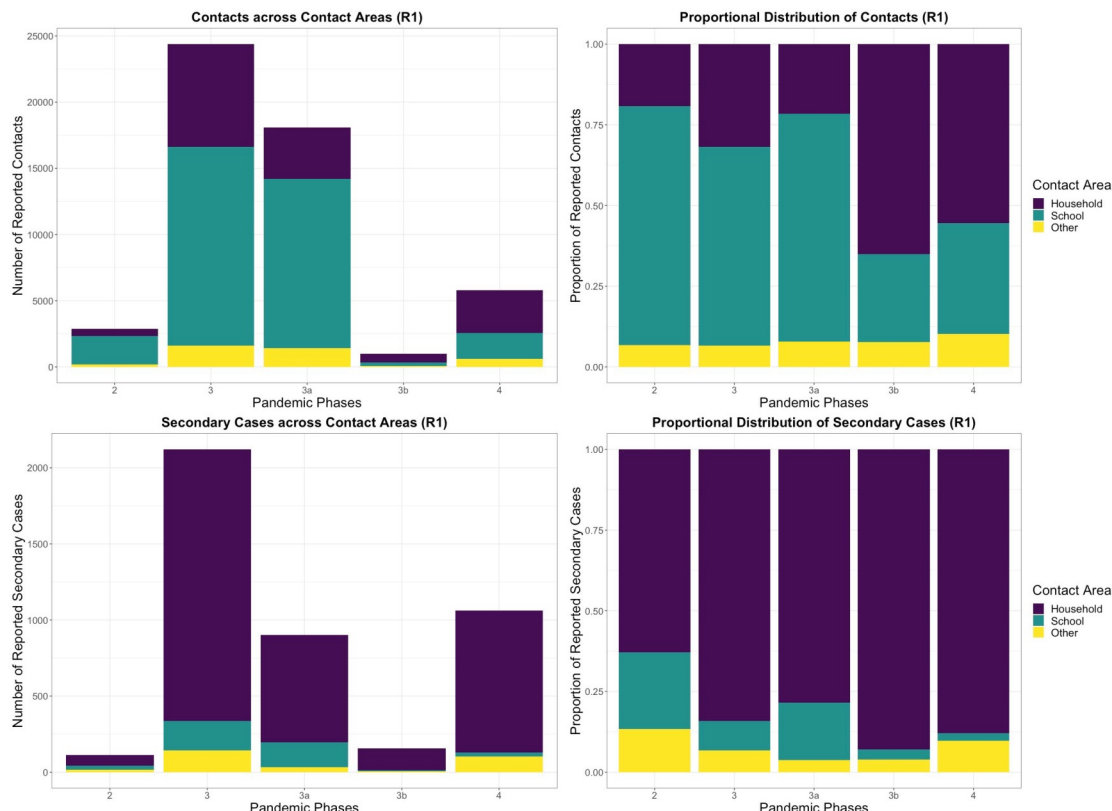 Contacts across Contact Areas (R1)
Number of Reported Contacts
25000
20000
15000
10000
5000
0
2
3
3a
3b
4
Pandemic Phases
Proportional Distribution of Contacts (R1)
Proportion of Reported Contacts
1.00
0.75
0.50
0.25
0.00
2
3
3a
3b
4
Pandemic Phases
Contact Area
Household
School
Other
Secondary Cases across Contact Areas (R1)
Number of Reported Secondary Cases
2000
1500
1000
500
0
2
3
3a
3b
4
Pandemic Phases
Proportional Distribution of Secondary Cases (R1)
Proportion of Reported Secondary Cases
1.00
0.75
0.50
0.25
0.00
2
3
3a
3b
4
Pandemic Phases
Contact Area
Household
School
Other